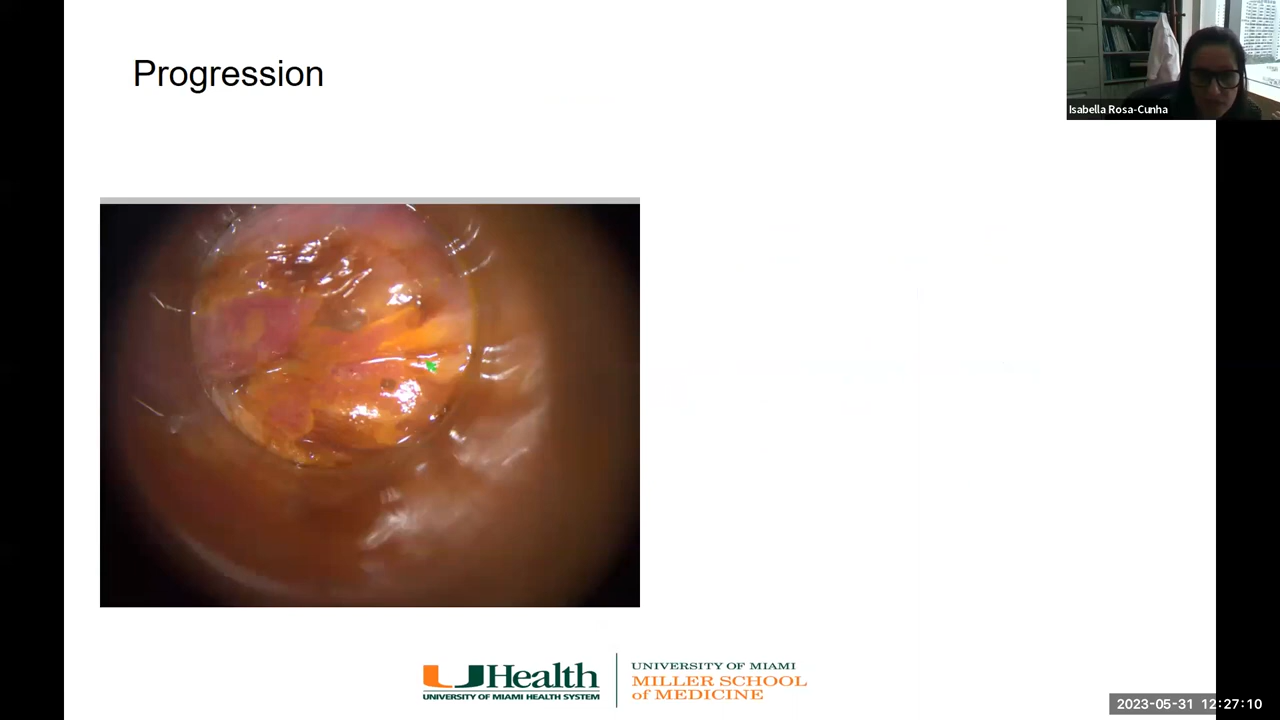 Progression
Isabella Rosa-Cunha
UHealth
UNIVERSITY OF MIAMI HEALTH SYSTEM
UNIVERSITY OF MIAMI
MILLER SCHOOL
of MEDICINE
2023-05-31 12:27:10